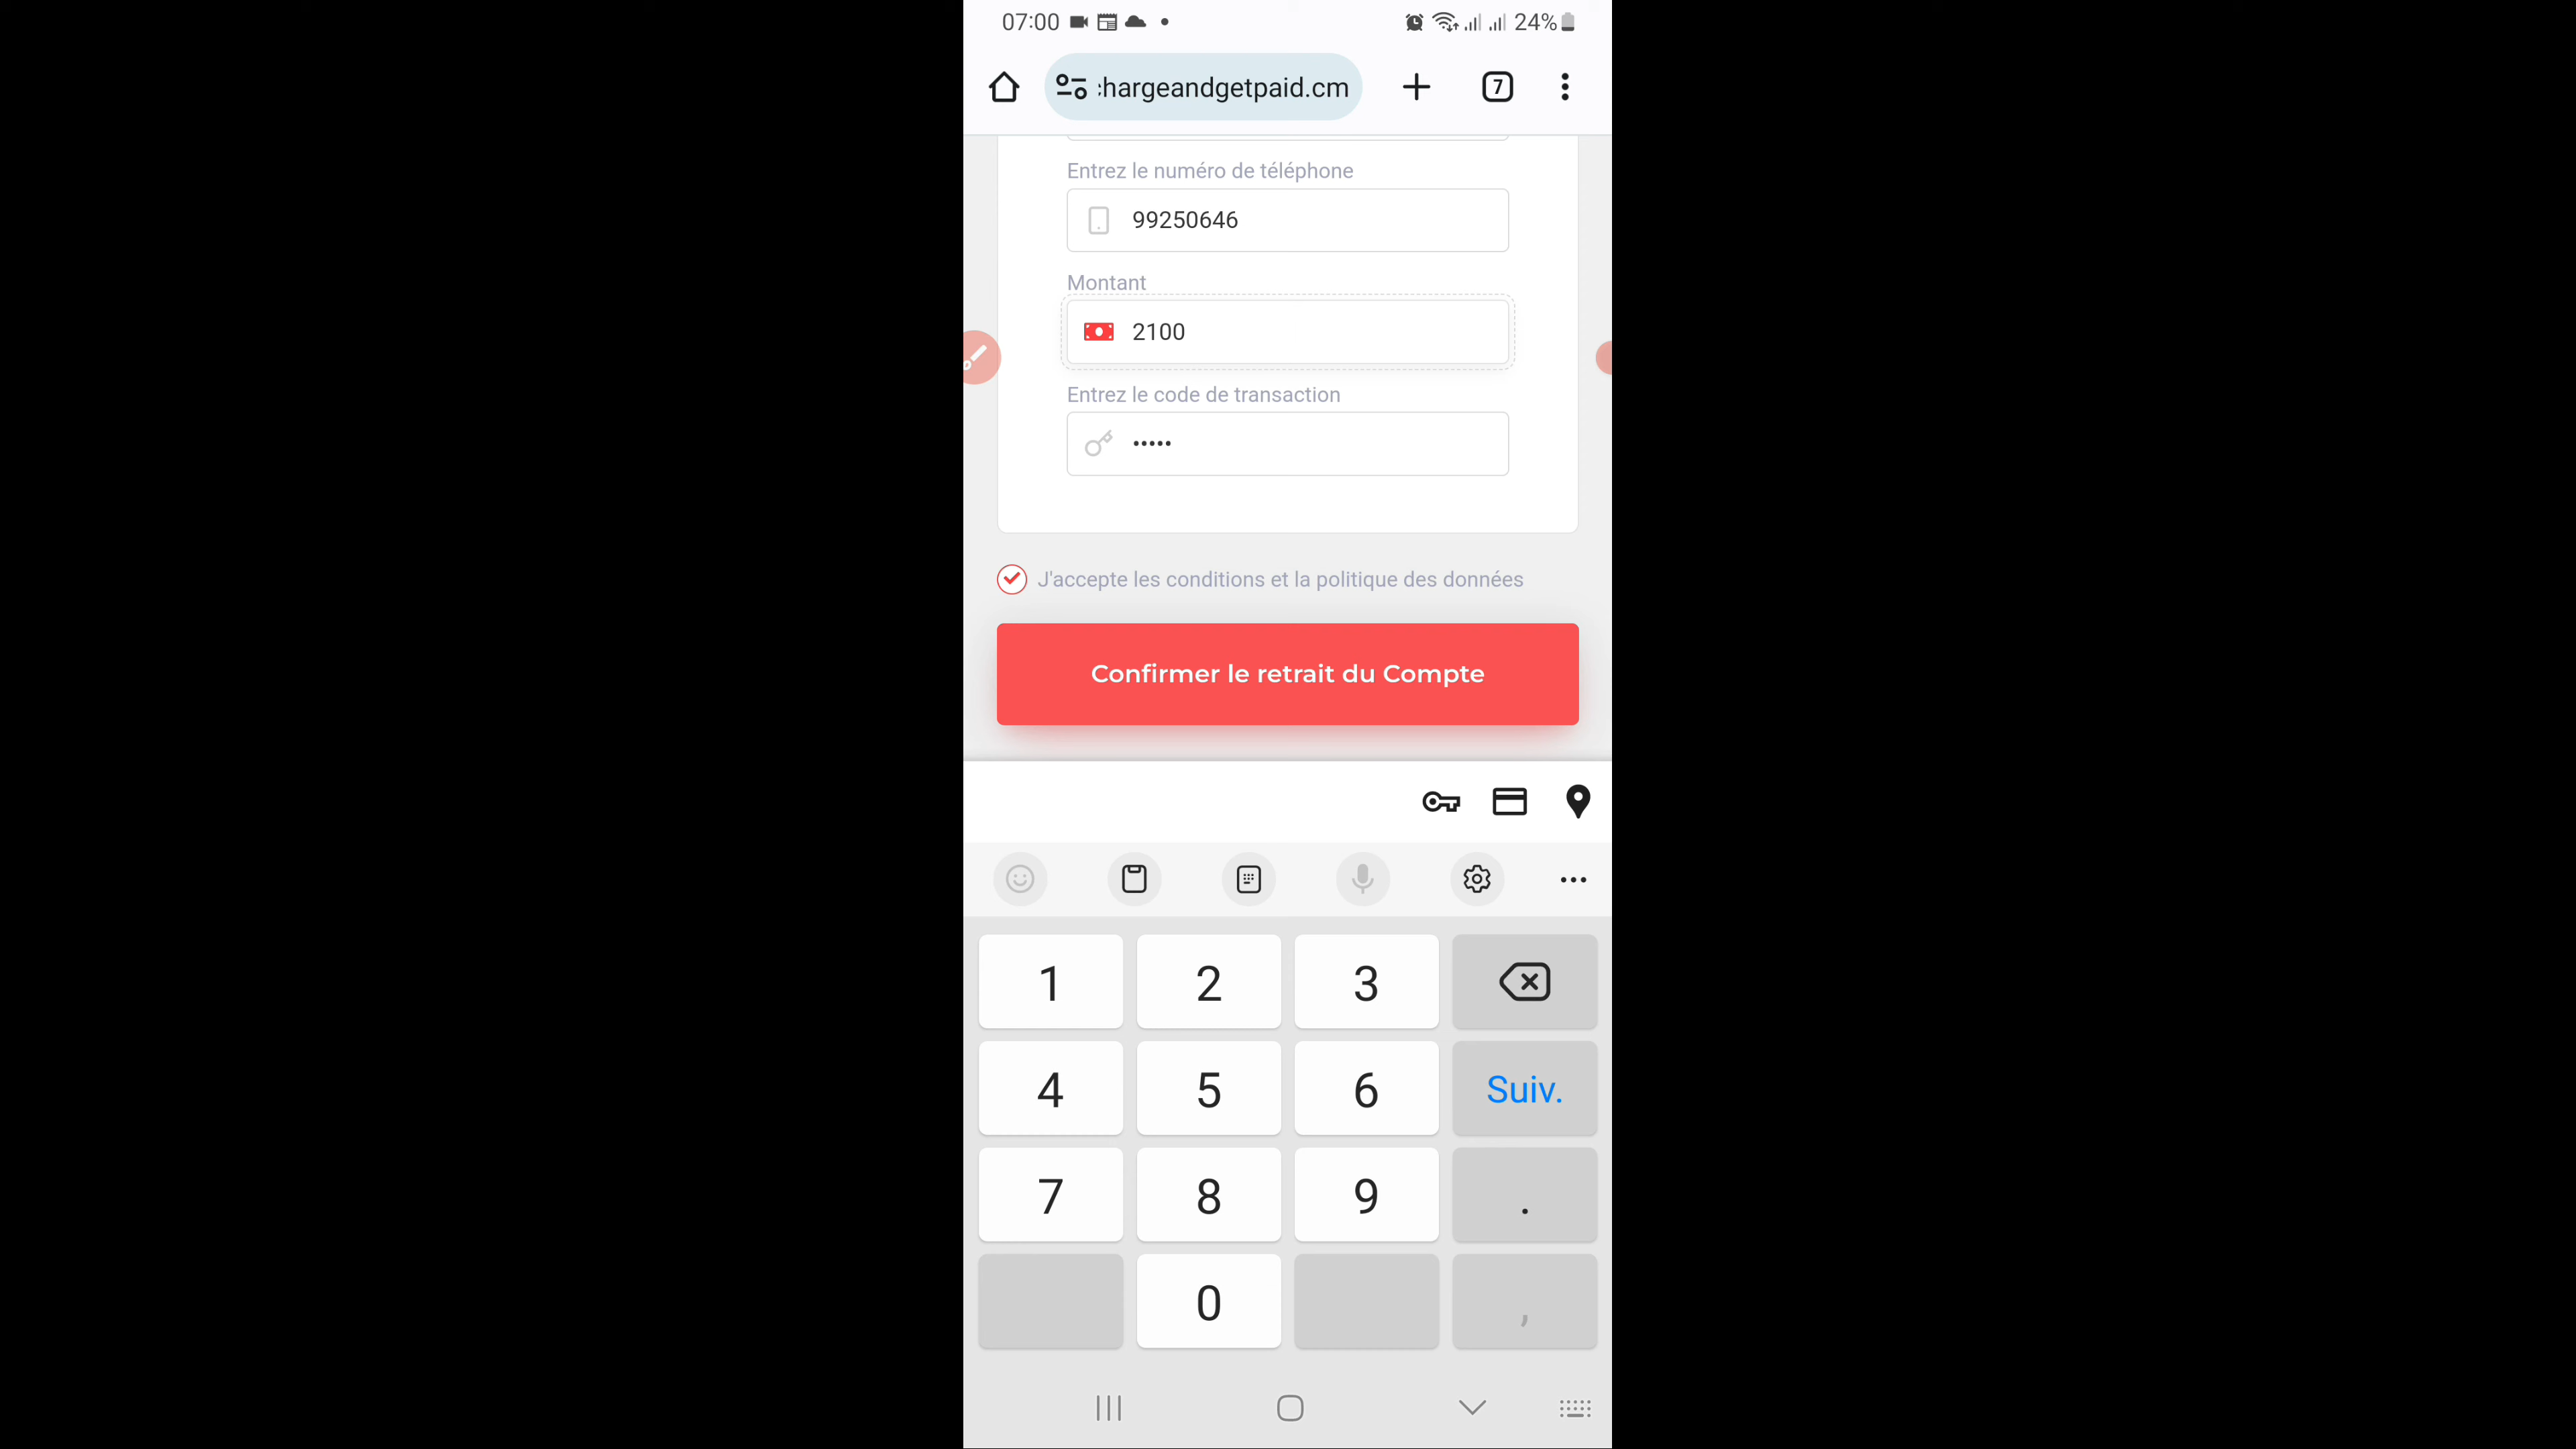 07:00
24%
chargeandgetpaid.cm
7
Entrez le numéro de téléphone
99250646
Montant
2100
Entrez le code de transaction
•••••
J'accepte les conditions et la politique des données
Confirmer le retrait du Compte
1 2 3
4 5 6 Suiv.
7 8 9 .
0 ,